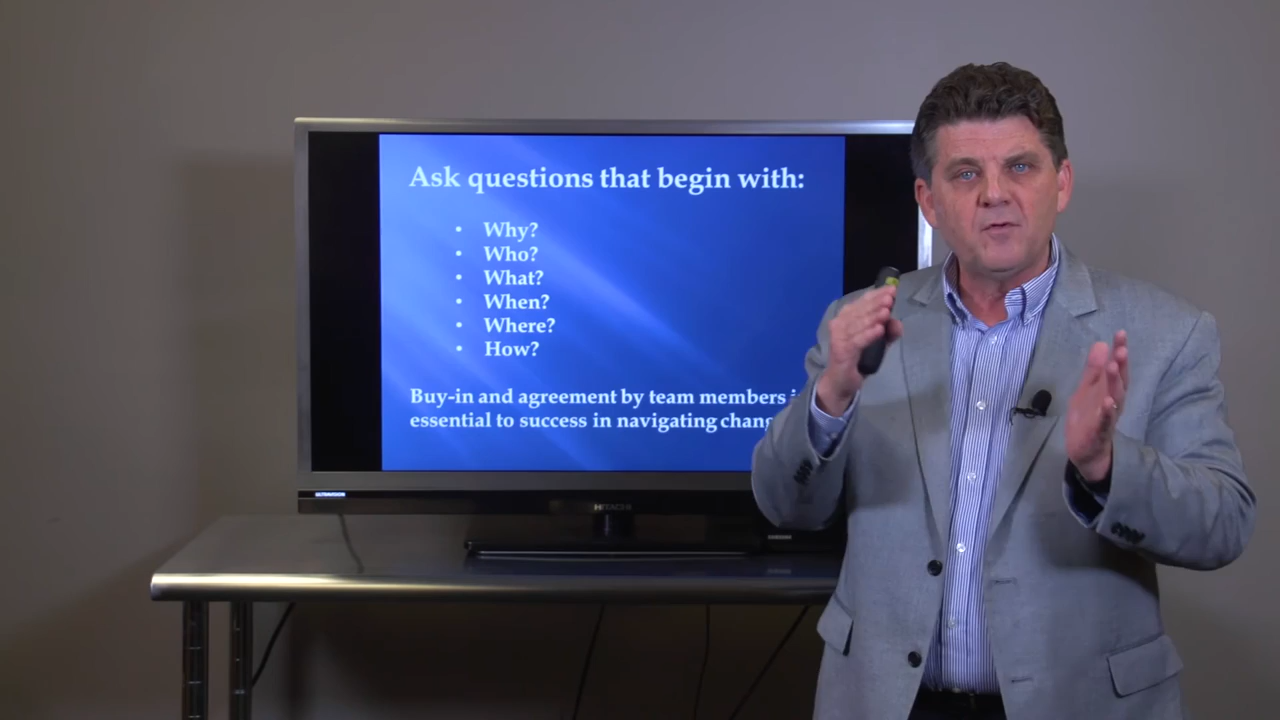 Ask questions that begin with:
• Why?
• Who?
• What?
• When?
• Where?
• How?
Buy-in and agreement by team members
essential to success in navigating
HITACHI